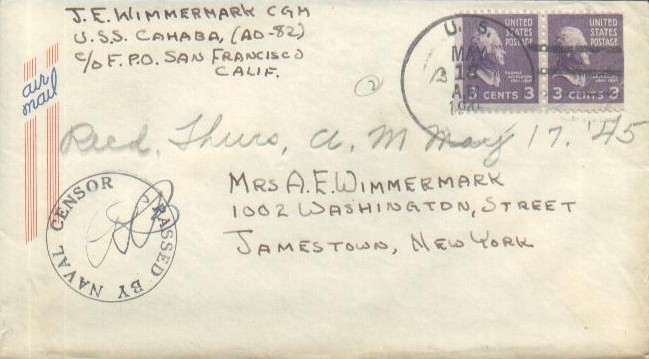 J. E. WIMMERMARK CGM
U.S.S. CAHABA, (AO-82)
C/O F.P.O. SAN FRANCISCO
CALIF.
air mail
2
U. S.
MAY
A.M.
UNITED STATES POSTAGE
3 CENTS 3
UNITED STATES POSTAGE
3 CENTS 3
Recd. Thurs, A. M May 17. '45
PASSED BY NAVAL CENSOR
MRS A. E. WIMMERMARK
1002 WASHINGTON, STREET
JAMESTOWN, NEW YORK